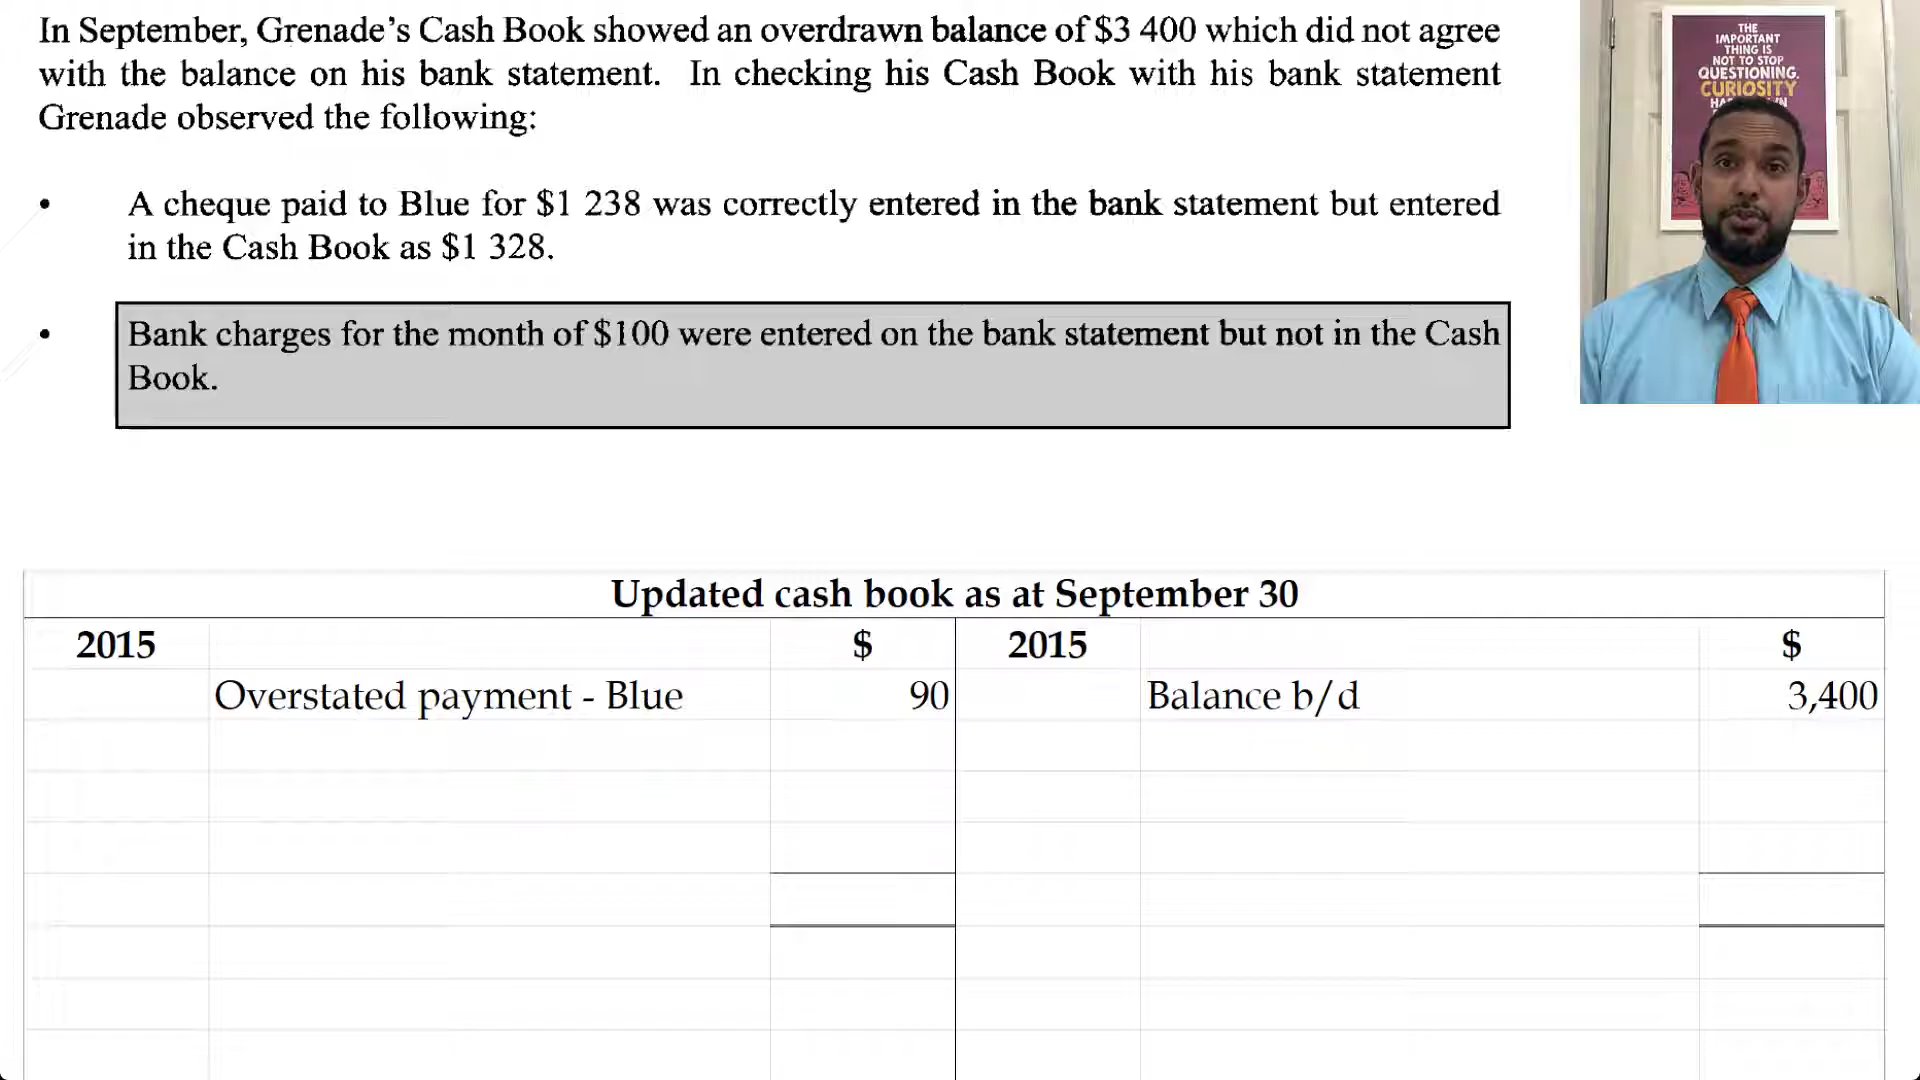 In September, Grenade's Cash Book showed an overdrawn balance of $3 400 which did not agree
with the balance on his bank statement. In checking his Cash Book with his bank statement
Grenade observed the following:
• A cheque paid to Blue for $1 238 was correctly entered in the bank statement but entered
in the Cash Book as $1 328.
• Bank charges for the month of $100 were entered on the bank statement but not in the Cash
Book.
THE
IMPORTANT
THING IS
NOT TO STOP
QUESTIONING.
CURIOSITY
Updated cash book as at September 30
2015 $ 2015 $
Overstated payment - Blue 90 Balance b/d 3,400